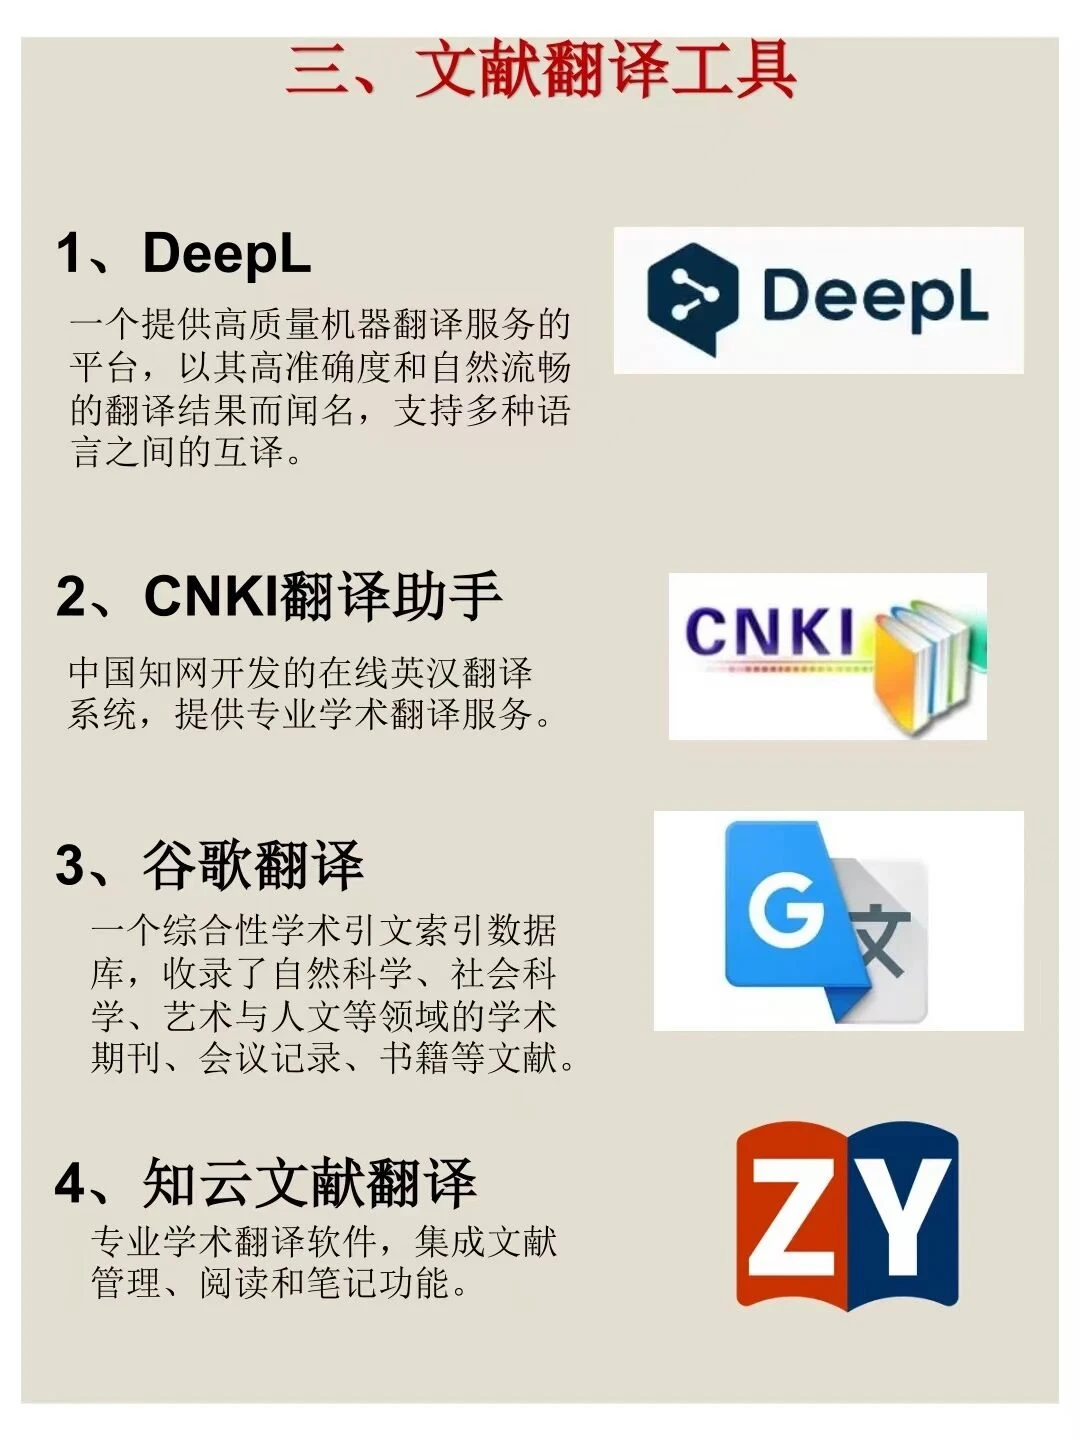 三、文献翻译工具
1、DeepL
一个提供高质量机器翻译服务的
平台，以其高准确度和自然流畅
的翻译结果而闻名，支持多种语
言之间的互译。
DeepL
2、CNKI翻译助手
中国知网开发的在线英汉翻译
系统，提供专业学术翻译服务。
CNKI
3、谷歌翻译
一个综合性学术引文索引数据
库，收录了自然科学、社会科
学、艺术与人文等领域的学术
期刊、会议记录、书籍等文献。
G文
4、知云文献翻译
专业学术翻译软件，集成文献
管理、阅读和笔记功能。
ZY